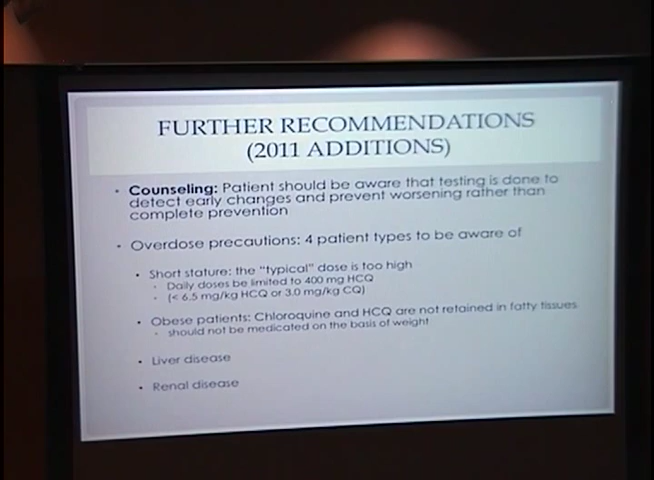 FURTHER RECOMMENDATIONS
(2011 ADDITIONS)
• Counseling: Patient should be aware that testing is done to
detect early changes and prevent worsening rather than
complete prevention
• Overdose precautions: 4 patient types to be aware of
• Short stature: the "typical" dose is too high
• Daily doses be limited to 400 mg HCQ
• (< 6.5 mg/kg HCQ or 3.0 mg/kg CQ)
• Obese patients: Chloroquine and HCQ are not retained in fatty tissues
• should not be medicated on the basis of weight
• Liver disease
• Renal disease